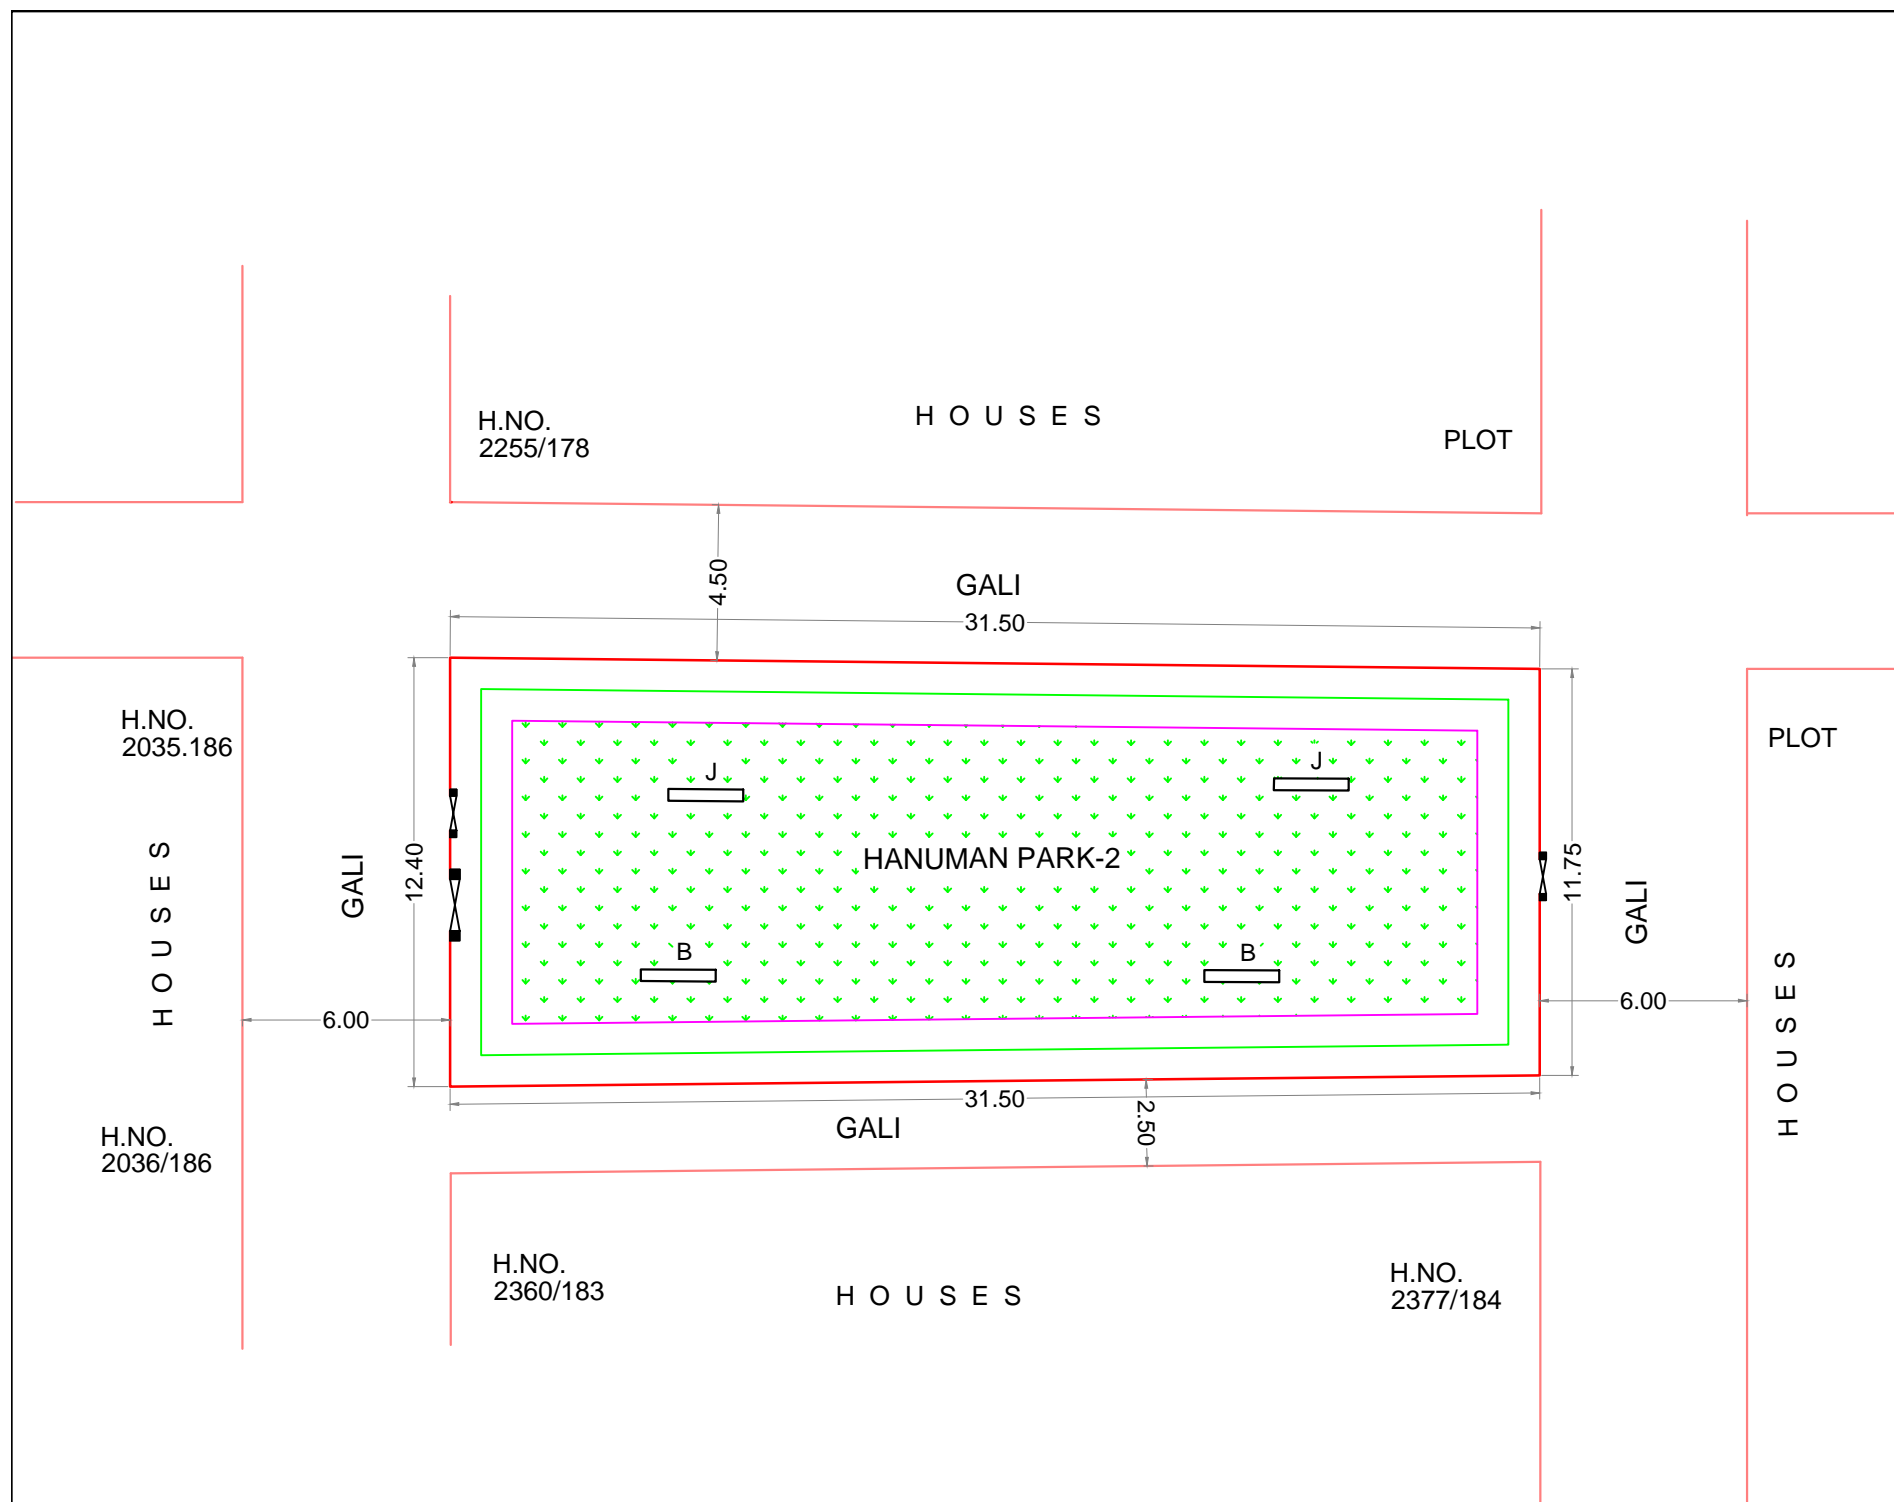 H O U S E S
H.NO.
2255/178
PLOT
4.50
GALI
31.50
H.NO.
2035.186
PLOT
J
J
HOUSES
GALI
12.40
HANUMAN PARK-2
11.75
GALI
HOUSES
B
B
6.00
6.00
31.50
GALI
2.50
H.NO.
2036/186
H.NO.
2360/183
H O U S E S
H.NO.
2377/184